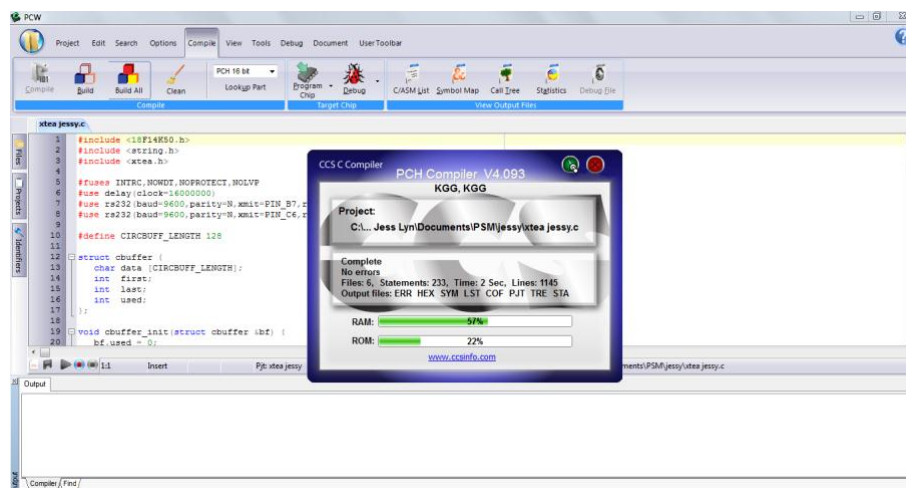 PCW
Project Edit Search Options Compile View Tools Debug Document User Toolbar
Compile Build Build All Clean
PCH 16 bit
Lookup Part
Program Chip Debug
C/ASM List Symbol Map Call Tree Statistics Debug File
Compile Target Chip View Output Files
xtea jessy.c
Files
Projects
Identifiers
1 #include <18F14K50.h>
2 #include <string.h>
3 #include <xtea.h>
4
5 #fuses INTRC,NOWDT,NOPROTECT,NOLVP
6 #use delay(clock=16000000)
7 #use rs232(baud=9600,parity=N,xmit=PIN_B7,r
8 #use rs232(baud=9600,parity=N,xmit=PIN_C6,r
9
10 #define CIRCBUFF_LENGTH 128
11
12 struct cbuffer {
13 char data [CIRCBUFF_LENGTH];
14 int first;
15 int last;
16 int used;
17 };
18
19 void cbuffer_init(struct cbuffer &bf) {
20 bf.used = 0;
CCS C Compiler
PCH Compiler V4.093
KGG, KGG
Project:
C:\... Jess Lyn\Documents\PSM\jessy\xtea jessy.c
Complete
No errors
Files: 6, Statements: 233, Time: 2 Sec, Lines: 1145
Output files: ERR HEX SYM LST COF PJT TRE STA
RAM: 57%
ROM: 22%
www.ccsinfo.com
1:1 Insert Pjt: xtea jessy
ments\PSM\jessy\xtea jessy.c
Output
Compiler Find